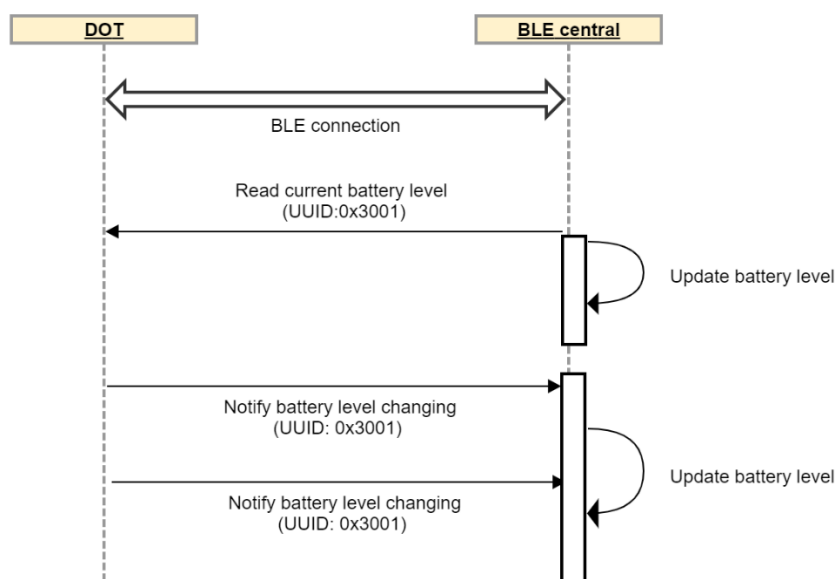 DOT
BLE central
BLE connection
Read current battery level
(UUID:0x3001)
Update battery level
Notify battery level changing
(UUID: 0x3001)
Update battery level
Notify battery level changing
(UUID: 0x3001)